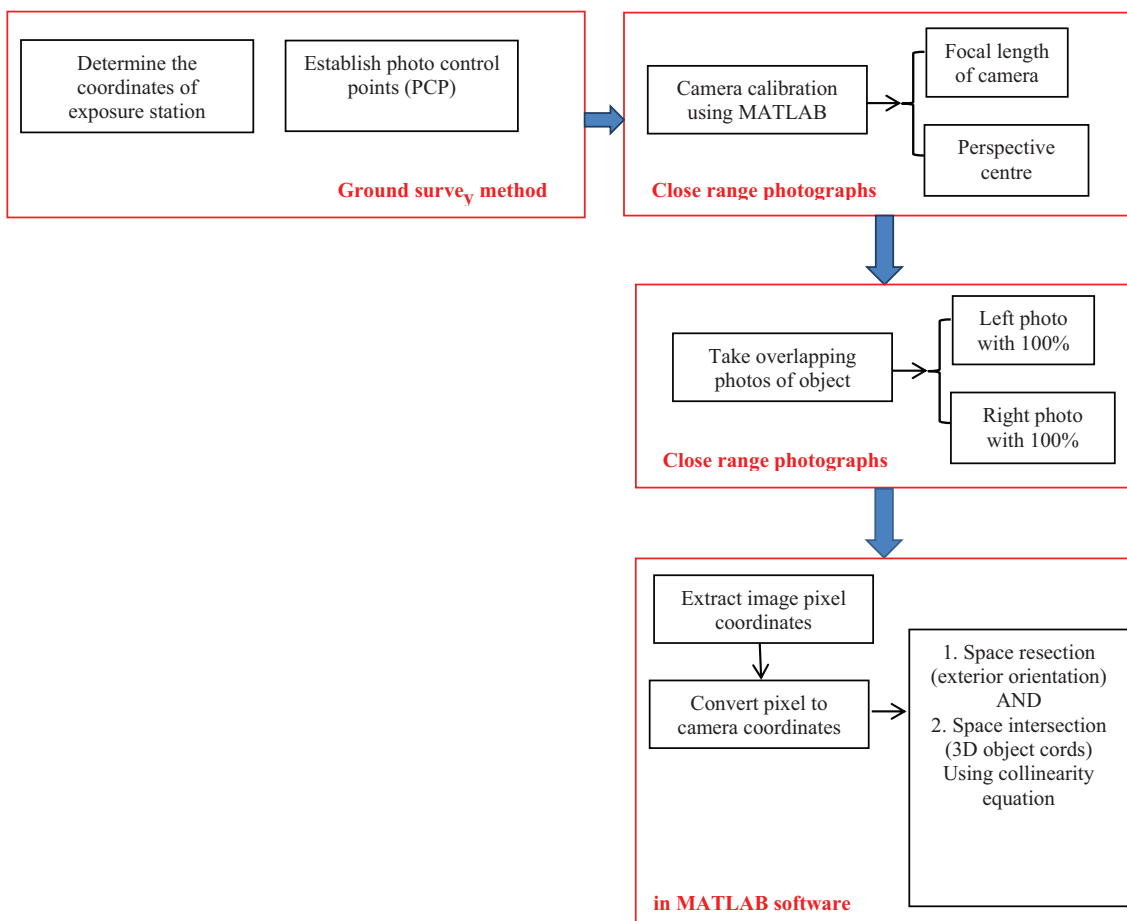 Determine the
coordinates of
exposure station
Establish photo control
points (PCP)
Ground survey method
Camera calibration
using MATLAB
Focal length
of camera
Perspective
centre
Close range photographs
Take overlapping
photos of object
Left photo
with 100%
Right photo
with 100%
Close range photographs
Extract image pixel
coordinates
Convert pixel to
camera coordinates
1. Space resection
(exterior orientation)
AND
2. Space intersection
(3D object cords)
Using collinearity
equation
in MATLAB software